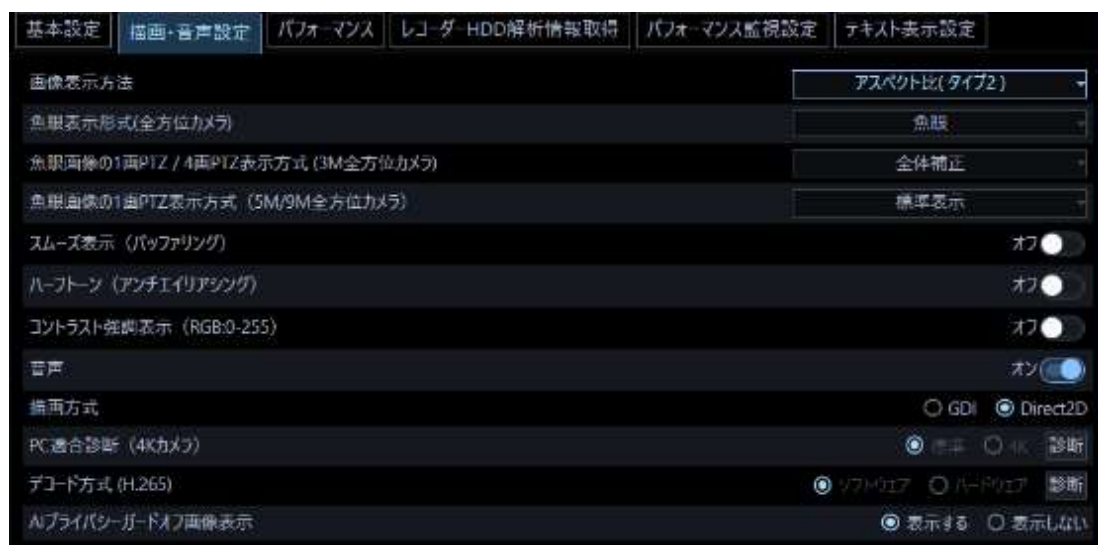 基本設定 描画・音声設定 パフォーマンス レコーダーHDD解析情報取得 パフォーマンス監視設定 テキスト表示設定
画像表示方法 アスペクト比(タイプ2)
魚眼表示形式(全方位カメラ) 魚眼
魚眼画像の1画PTZ / 4画PTZ表示方式 (3M全方位カメラ) 全体補正
魚眼画像の1画PTZ表示方式 (5M/9M全方位カメラ) 標準表示
スムーズ表示 (バッファリング) オフ
ハーフトーン (アンチエイリアシング) オフ
コントラスト強調表示 (RGB:0-255) オフ
音声 オン
描画方式 GDI Direct2D
PC適合診断 (4Kカメラ) 標準 4K 診断
デコード方式 (H.265) ソフトウェア ハードウェア 診断
AIプライバシーガードオフ画像表示 表示する 表示しない